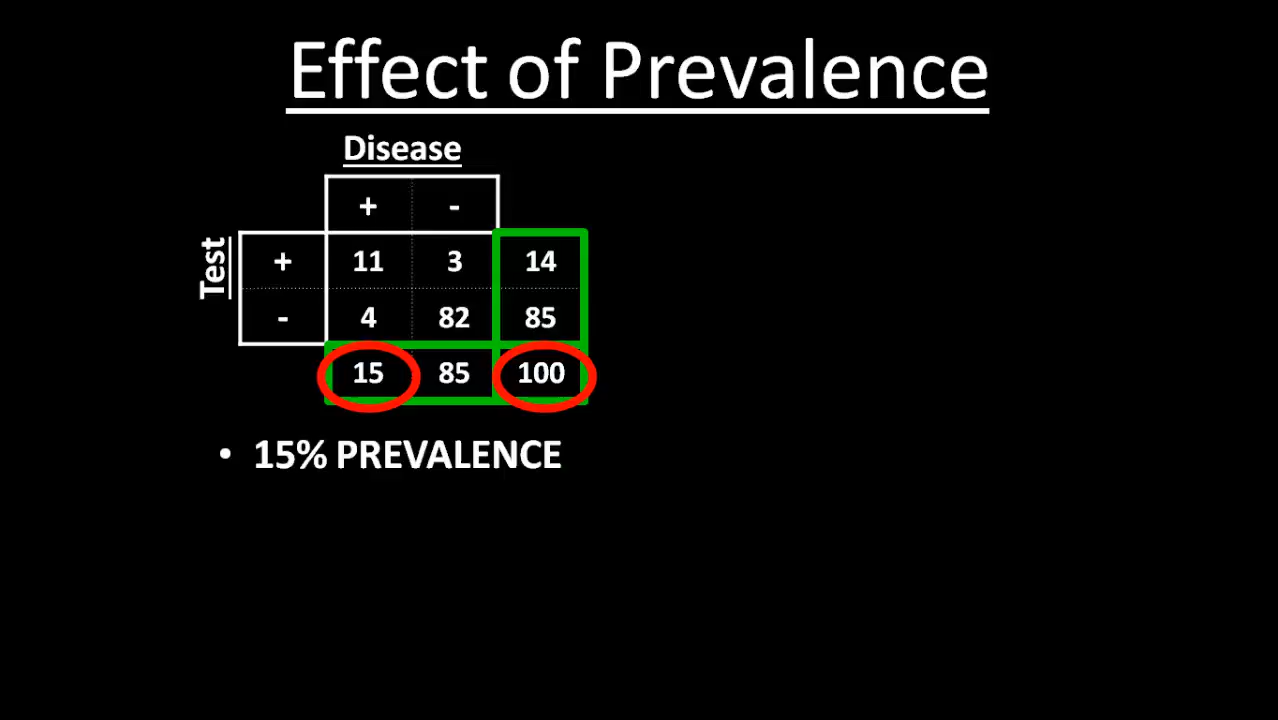 Effect of Prevalence
Disease
+ -
Test
+ 11 3 14
- 4 82 85
15 85 100
• 15% PREVALENCE